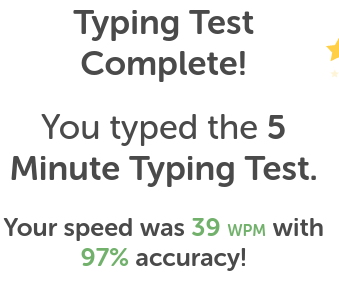 Typing Test
Complete!
You typed the 5
Minute Typing Test.
Your speed was 39 WPM with
97% accuracy!